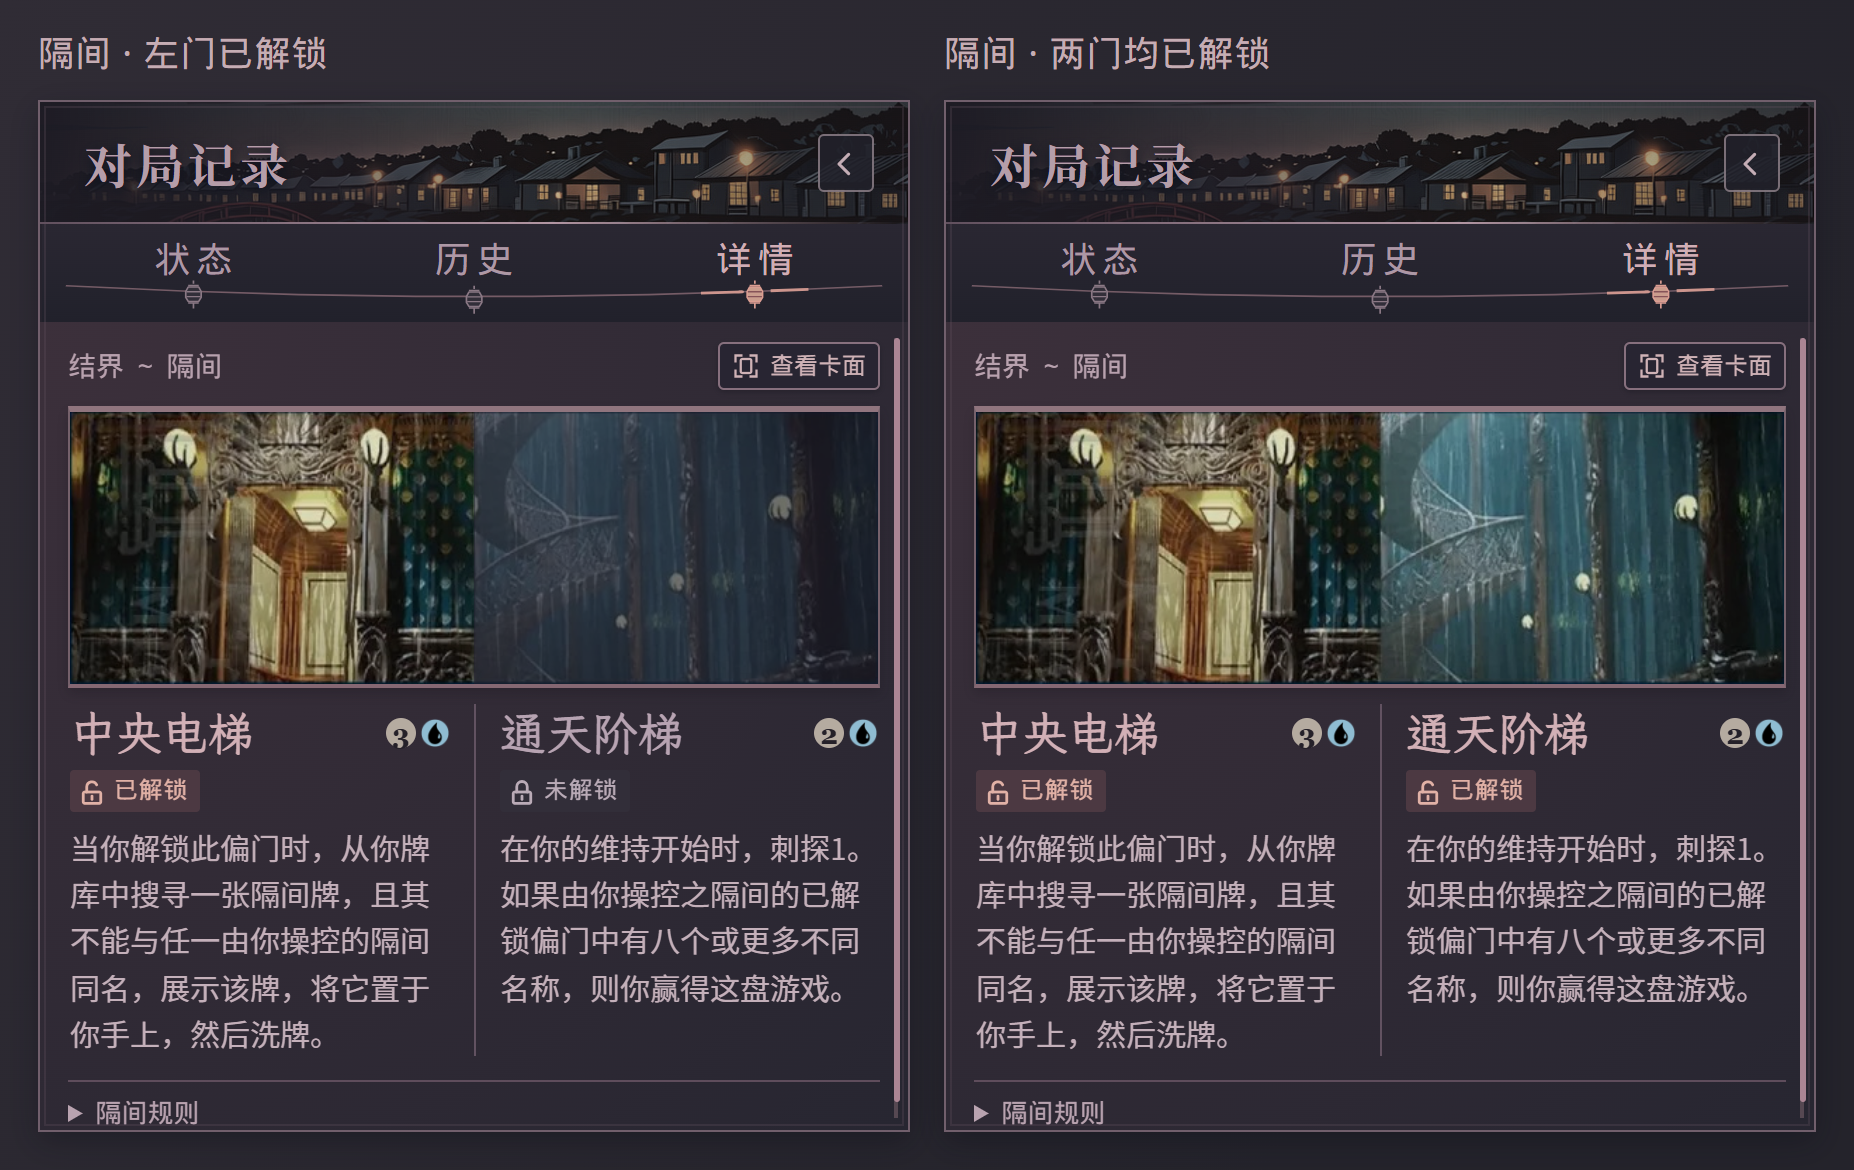 隔间 · 左门已解锁
对局记录
状态 历史 详情
结界 ~ 隔间 查看卡面
中央电梯 3
已解锁
当你解锁此偏门时，从你牌
库中搜寻一张隔间牌，且其
不能与任一由你操控的隔间
同名，展示该牌，将它置于
你手上，然后洗牌。
通天阶梯 2
未解锁
在你的维持开始时，刺探1。
如果由你操控之隔间的已解
锁偏门中有八个或更多不同
名称，则你赢得这盘游戏。
▶ 隔间规则
隔间 · 两门均已解锁
对局记录
状态 历史 详情
结界 ~ 隔间 查看卡面
中央电梯 3
已解锁
当你解锁此偏门时，从你牌
库中搜寻一张隔间牌，且其
不能与任一由你操控的隔间
同名，展示该牌，将它置于
你手上，然后洗牌。
通天阶梯 2
已解锁
在你的维持开始时，刺探1。
如果由你操控之隔间的已解
锁偏门中有八个或更多不同
名称，则你赢得这盘游戏。
▶ 隔间规则